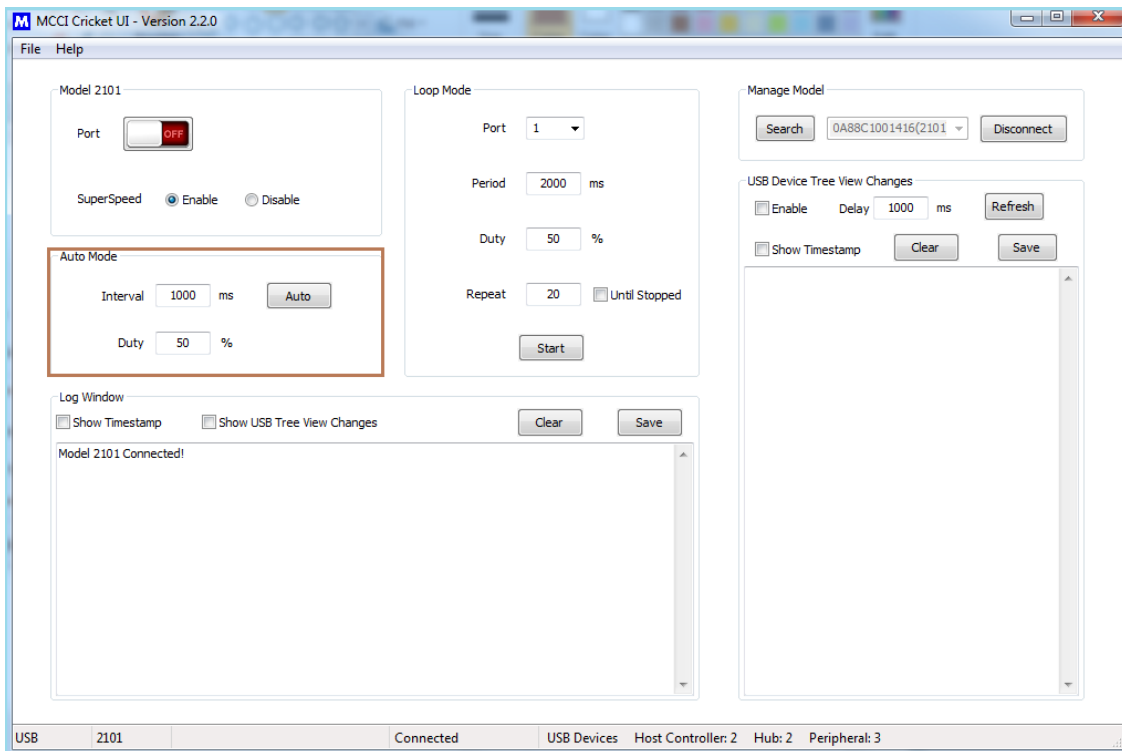 MCCI Cricket UI - Version 2.2.0
File Help
Model 2101
Port OFF
SuperSpeed Enable Disable
Auto Mode
Interval 1000 ms Auto
Duty 50 %
Loop Mode
Port 1
Period 2000 ms
Duty 50 %
Repeat 20 Until Stopped
Start
Manage Model
Search 0A88C1001416(2101 Disconnect
USB Device Tree View Changes
Enable Delay 1000 ms Refresh
Show Timestamp Clear Save
Log Window
Show Timestamp Show USB Tree View Changes Clear Save
Model 2101 Connected!
USB 2101 Connected USB Devices Host Controller: 2 Hub: 2 Peripheral: 3